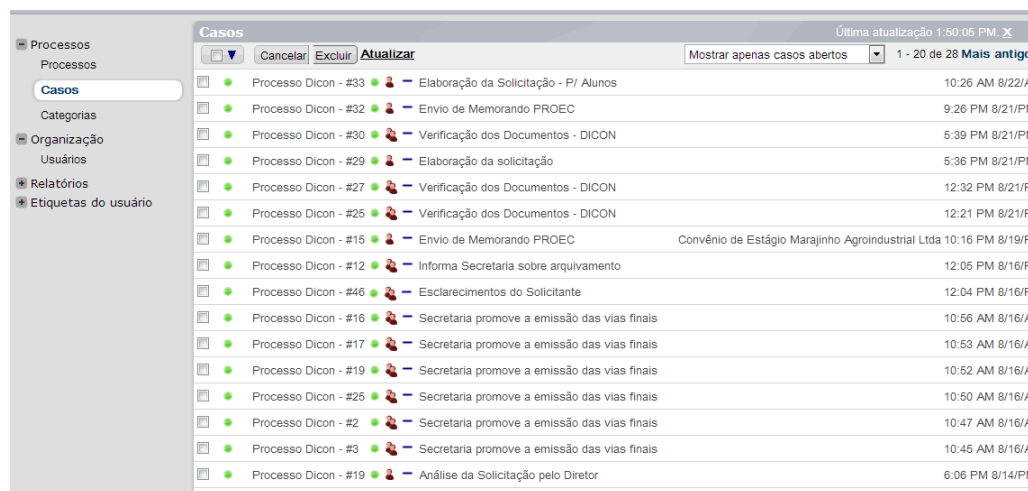 Processos
Processos
Casos
Categorias
Organização
Usuários
Relatórios
Etiquetas do usuário
Casos Última atualização 1:50:05 PM. X
Cancelar Excluir Atualizar Mostrar apenas casos abertos 1 - 20 de 28 Mais antigo
Processo Dicon - #33 Elaboração da Solicitação - P/ Alunos 10:26 AM 8/22/A
Processo Dicon - #32 Envio de Memorando PROEC 9:26 PM 8/21/PM
Processo Dicon - #30 Verificação dos Documentos - DICON 5:39 PM 8/21/PM
Processo Dicon - #29 Elaboração da solicitação 5:36 PM 8/21/PM
Processo Dicon - #27 Verificação dos Documentos - DICON 12:32 PM 8/21/P
Processo Dicon - #25 Verificação dos Documentos - DICON 12:21 PM 8/21/P
Processo Dicon - #15 Envio de Memorando PROEC Convênio de Estágio Marajinho Agroindustrial Ltda 10:16 PM 8/19/P
Processo Dicon - #12 Informa Secretaria sobre arquivamento 12:05 PM 8/16/P
Processo Dicon - #46 Esclarecimentos do Solicitante 12:04 PM 8/16/P
Processo Dicon - #16 Secretaria promove a emissão das vias finais 10:56 AM 8/16/A
Processo Dicon - #17 Secretaria promove a emissão das vias finais 10:53 AM 8/16/A
Processo Dicon - #19 Secretaria promove a emissão das vias finais 10:52 AM 8/16/A
Processo Dicon - #25 Secretaria promove a emissão das vias finais 10:50 AM 8/16/A
Processo Dicon - #2 Secretaria promove a emissão das vias finais 10:47 AM 8/16/A
Processo Dicon - #3 Secretaria promove a emissão das vias finais 10:45 AM 8/16/A
Processo Dicon - #19 Análise da Solicitação pelo Diretor 6:06 PM 8/14/PM